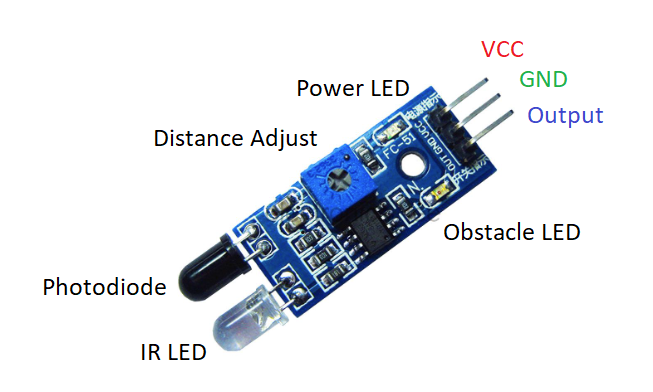 VCC
GND
Output
Power LED
Distance Adjust
FC-51
OUT GND VCC
Obstacle LED
Photodiode
IR LED